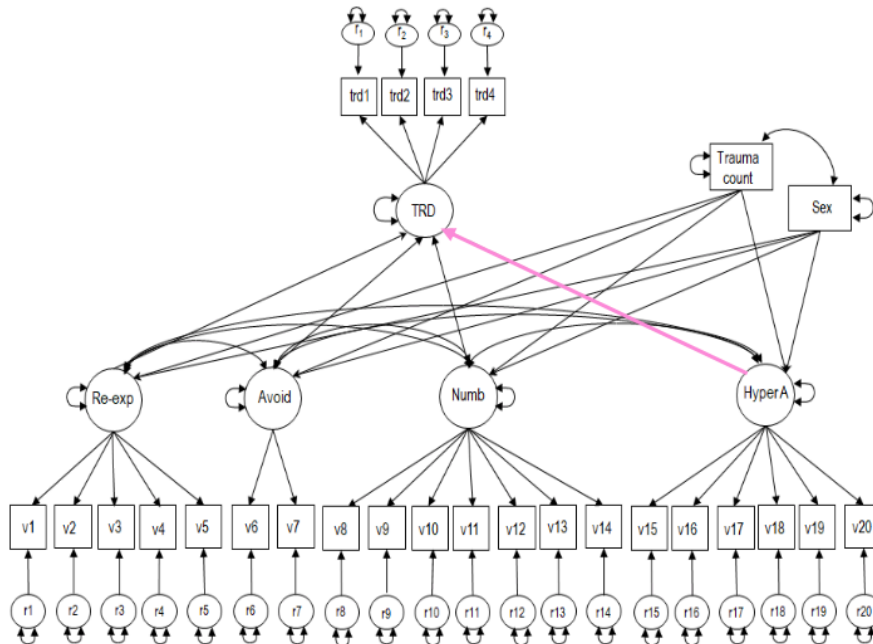 r1 r2 r3 r4
trd1 trd2 trd3 trd4
Trauma
count
TRD
Sex
Re-exp Avoid Numb HyperA
v1 v2 v3 v4 v5 v6 v7 v8 v9 v10 v11 v12 v13 v14 v15 v16 v17 v18 v19 v20
r1 r2 r3 r4 r5 r6 r7 r8 r9 r10 r11 r12 r13 r14 r15 r16 r17 r18 r19 r20